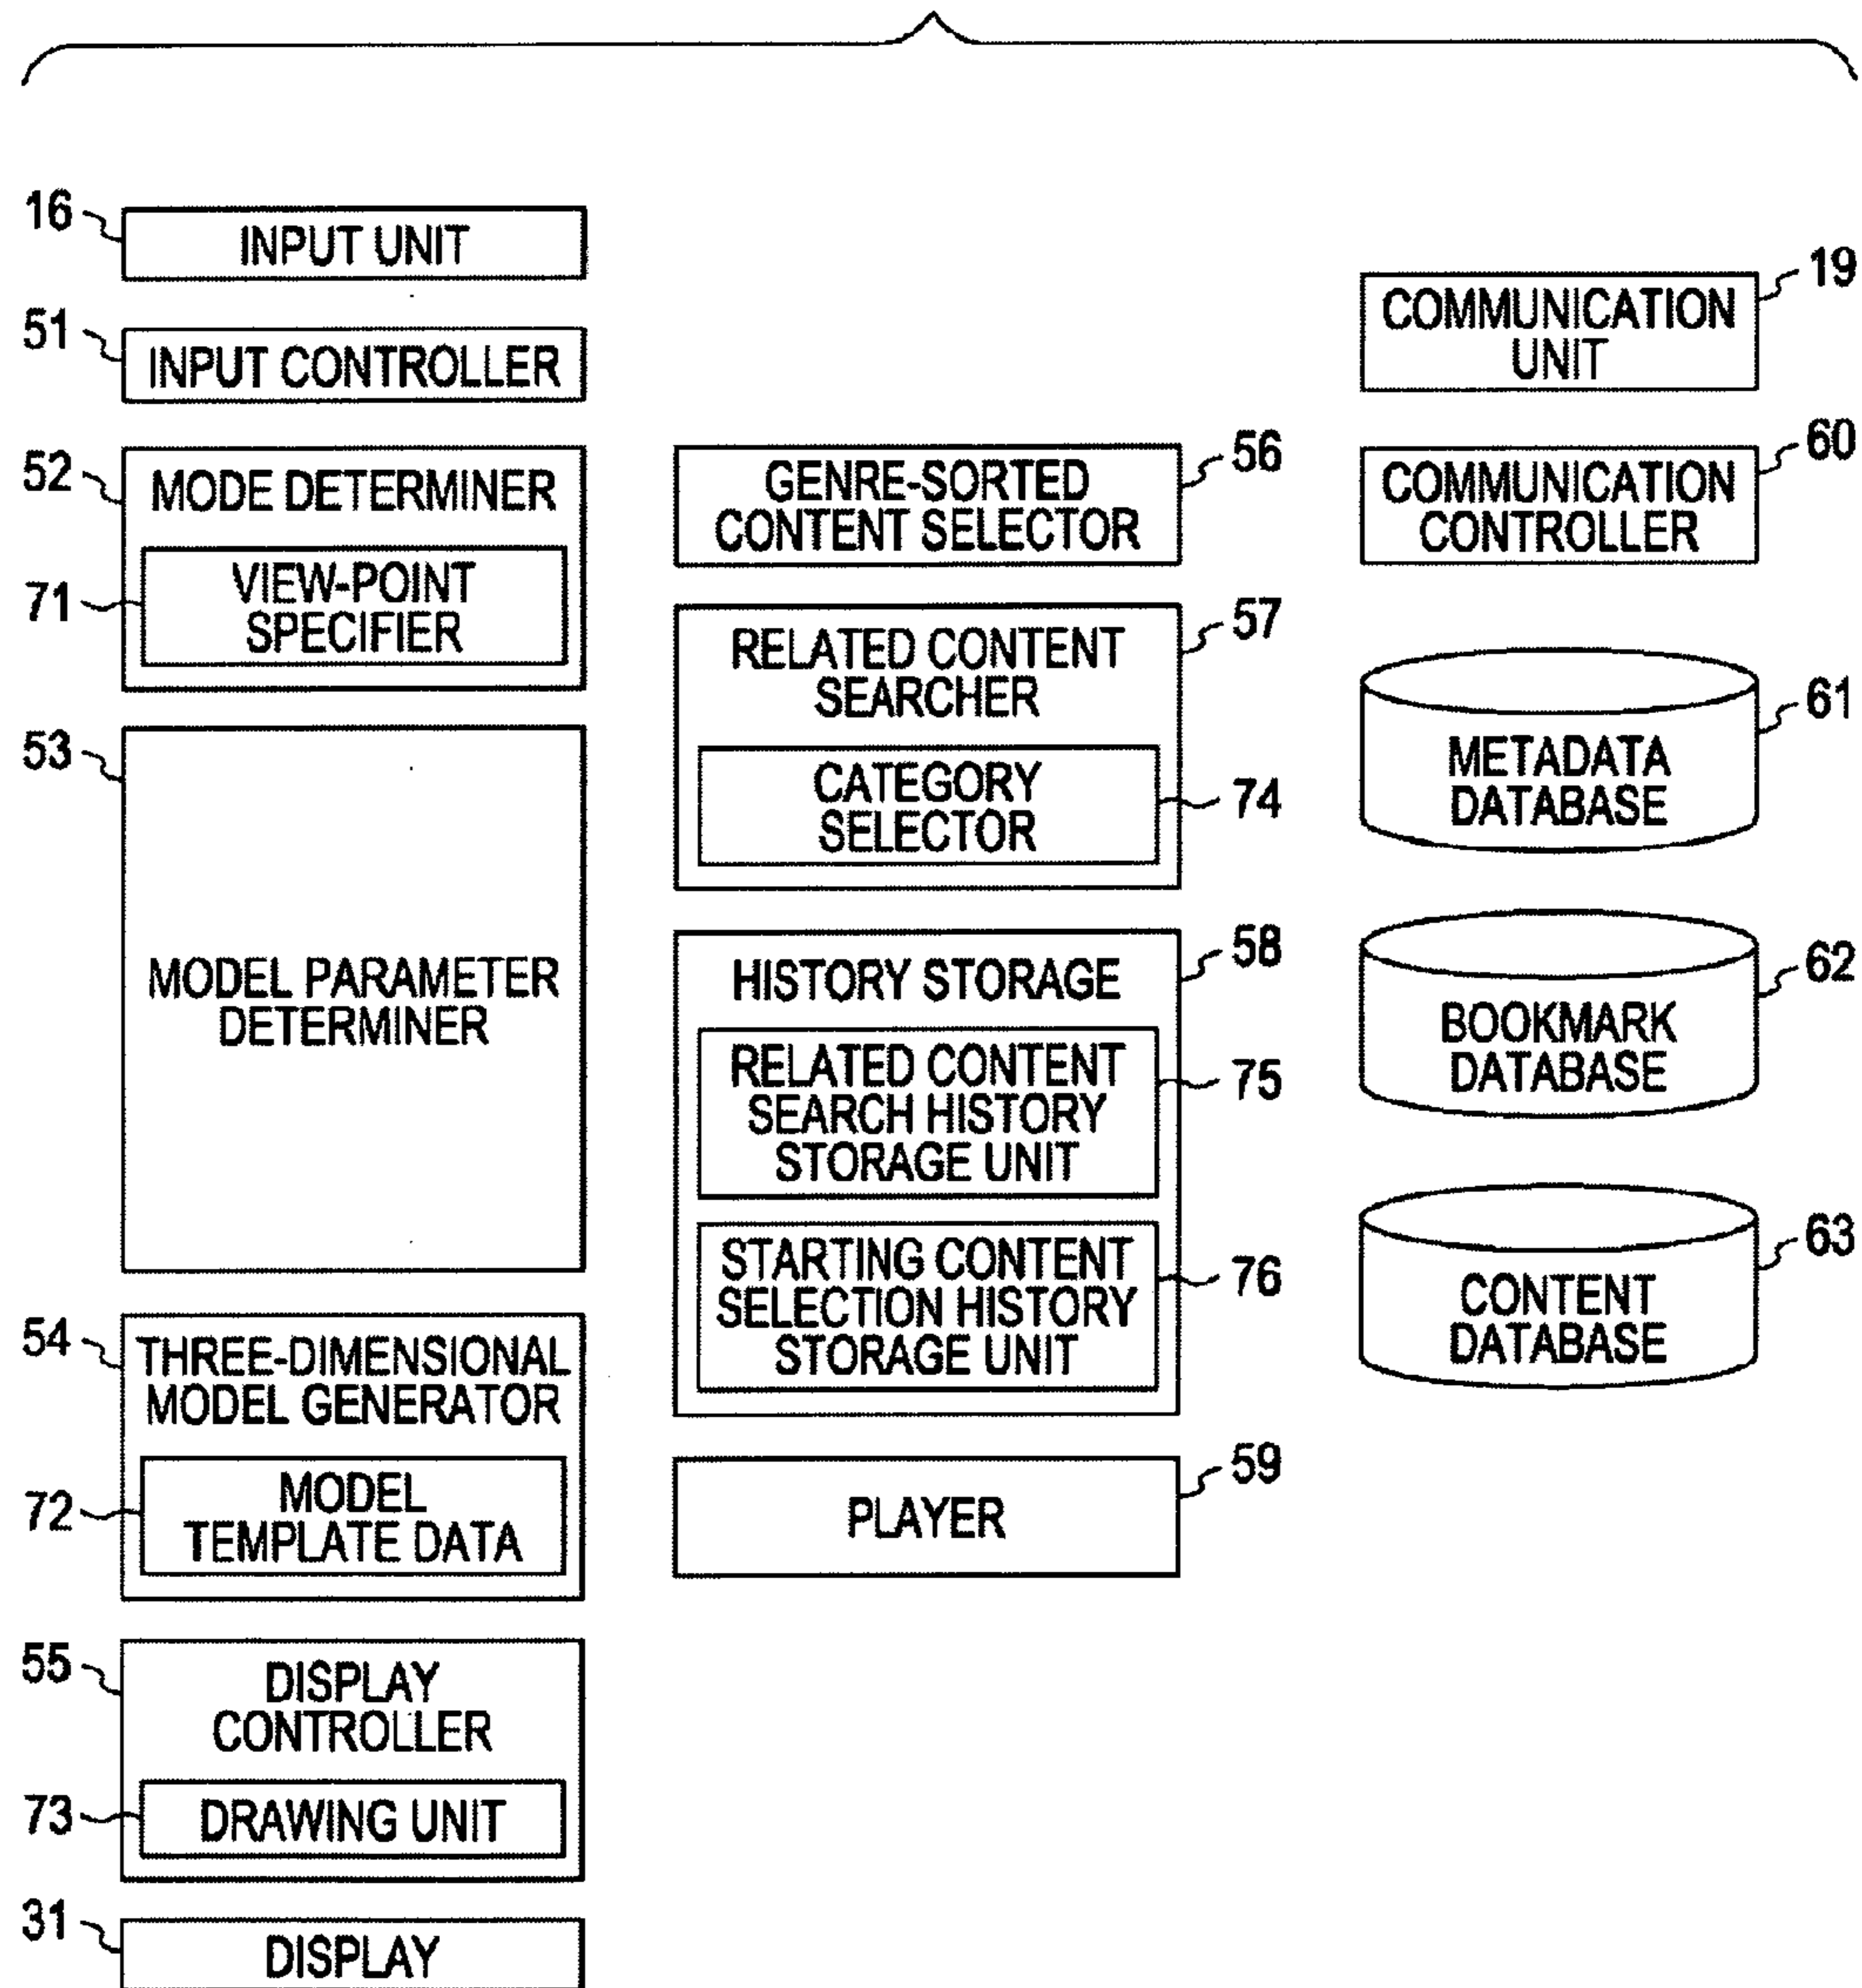 16
INPUT UNIT
51
INPUT CONTROLLER
52
MODE DETERMINER
71
VIEW-POINT
SPECIFIER
53
MODEL PARAMETER
DETERMINER
54
THREE-DIMENSIONAL
MODEL GENERATOR
72
MODEL
TEMPLATE DATA
55
DISPLAY
CONTROLLER
73
DRAWING UNIT
31
DISPLAY
56
GENRE-SORTED
CONTENT SELECTOR
57
RELATED CONTENT
SEARCHER
CATEGORY
SELECTOR
74
58
HISTORY STORAGE
RELATED CONTENT
SEARCH HISTORY
STORAGE UNIT
75
STARTING CONTENT
SELECTION HISTORY
STORAGE UNIT
76
59
PLAYER
19
COMMUNICATION
UNIT
60
COMMUNICATION
CONTROLLER
61
METADATA
DATABASE
62
BOOKMARK
DATABASE
63
CONTENT
DATABASE